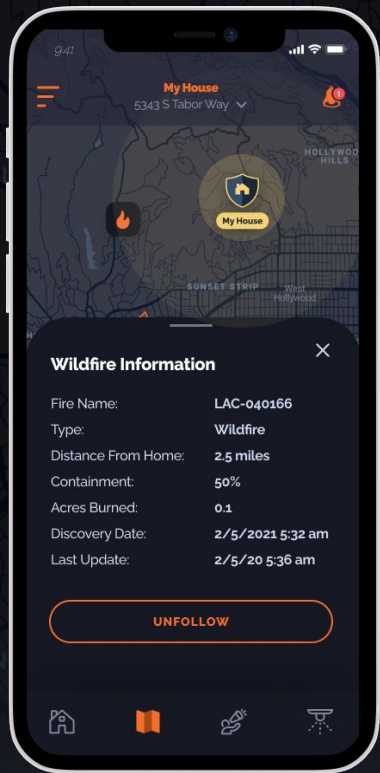 9:41
My House
5343 S Tabor Way
1
HOLLYWOOD
HILLS
My House
SUNSET STRIP
West
Hollywood
Wildfire Information
Fire Name: LAC-040166
Type: Wildfire
Distance From Home: 2.5 miles
Containment: 50%
Acres Burned: 0.1
Discovery Date: 2/5/2021 5:32 am
Last Update: 2/5/20 5:36 am
UNFOLLOW